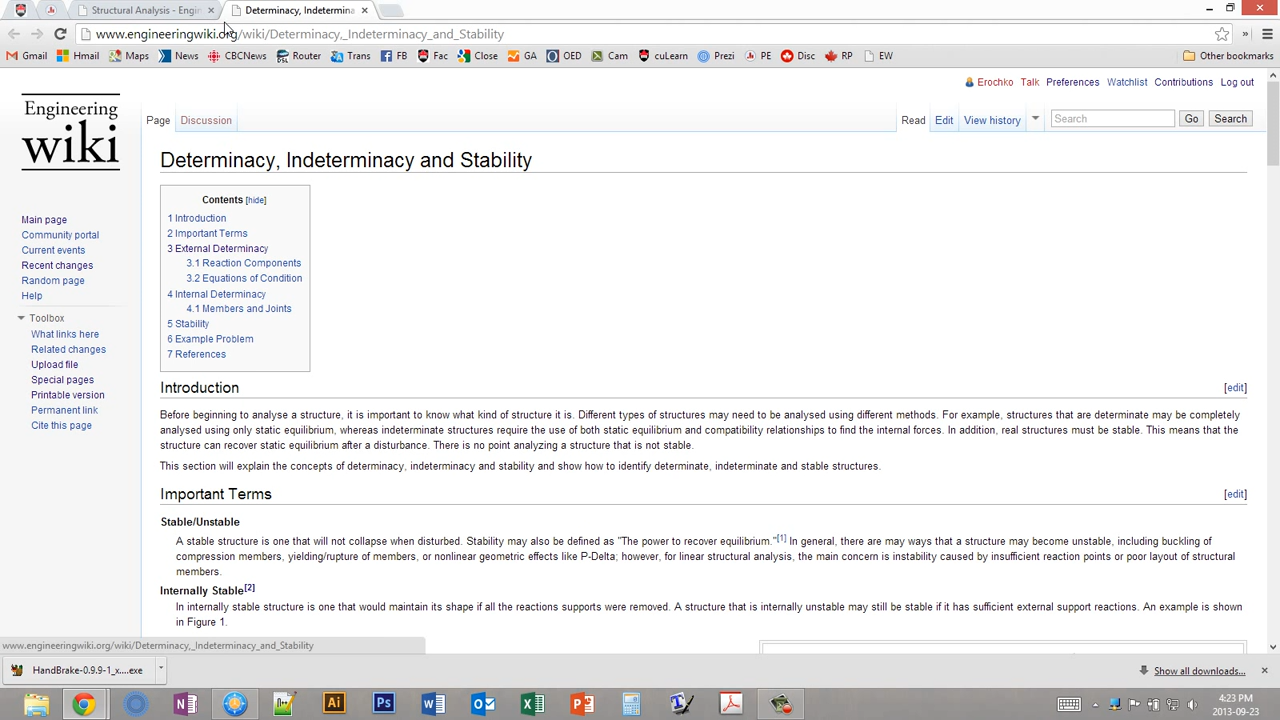 Structural Analysis - Engin
Determinacy, Indetermina
www.engineeringwiki.org/wiki/Determinacy,_Indeterminacy_and_Stability
Gmail Hmail Maps News CBCNews Router Trans FB Fac Close GA OED Cam cuLearn Prezi PE Disc RP EW Other bookmarks
Erochko Talk Preferences Watchlist Contributions Log out
Engineering
wiki
Page Discussion Read Edit View history Search Go Search
Determinacy, Indeterminacy and Stability
Contents [hide]
1 Introduction
2 Important Terms
3 External Determinacy
3.1 Reaction Components
3.2 Equations of Condition
4 Internal Determinacy
4.1 Members and Joints
5 Stability
6 Example Problem
7 References
Main page
Community portal
Current events
Recent changes
Random page
Help
Toolbox
What links here
Related changes
Upload file
Special pages
Printable version
Permanent link
Cite this page
Introduction [edit]
Before beginning to analyse a structure, it is important to know what kind of structure it is. Different types of structures may need to be analysed using different methods. For example, structures that are determinate may be completely
analysed using only static equilibrium, whereas indeterminate structures require the use of both static equilibrium and compatibility relationships to find the internal forces. In addition, real structures must be stable. This means that the
structure can recover static equilibrium after a disturbance. There is no point analyzing a structure that is not stable.
This section will explain the concepts of determinacy, indeterminacy and stability and show how to identify determinate, indeterminate and stable structures.
Important Terms [edit]
Stable/Unstable
A stable structure is one that will not collapse when disturbed. Stability may also be defined as "The power to recover equilibrium."[1] In general, there are may ways that a structure may become unstable, including buckling of
compression members, yielding/rupture of members, or nonlinear geometric effects like P-Delta; however, for linear structural analysis, the main concern is instability caused by insufficient reaction points or poor layout of structural
members.
Internally Stable[2]
In internally stable structure is one that would maintain its shape if all the reactions supports were removed. A structure that is internally unstable may still be stable if it has sufficient external support reactions. An example is shown
in Figure 1.
www.engineeringwiki.org/wiki/Determinacy,_Indeterminacy_and_Stability
HandBrake-0.9.9-1_x....exe
Show all downloads...
4:23 PM
2013-09-23